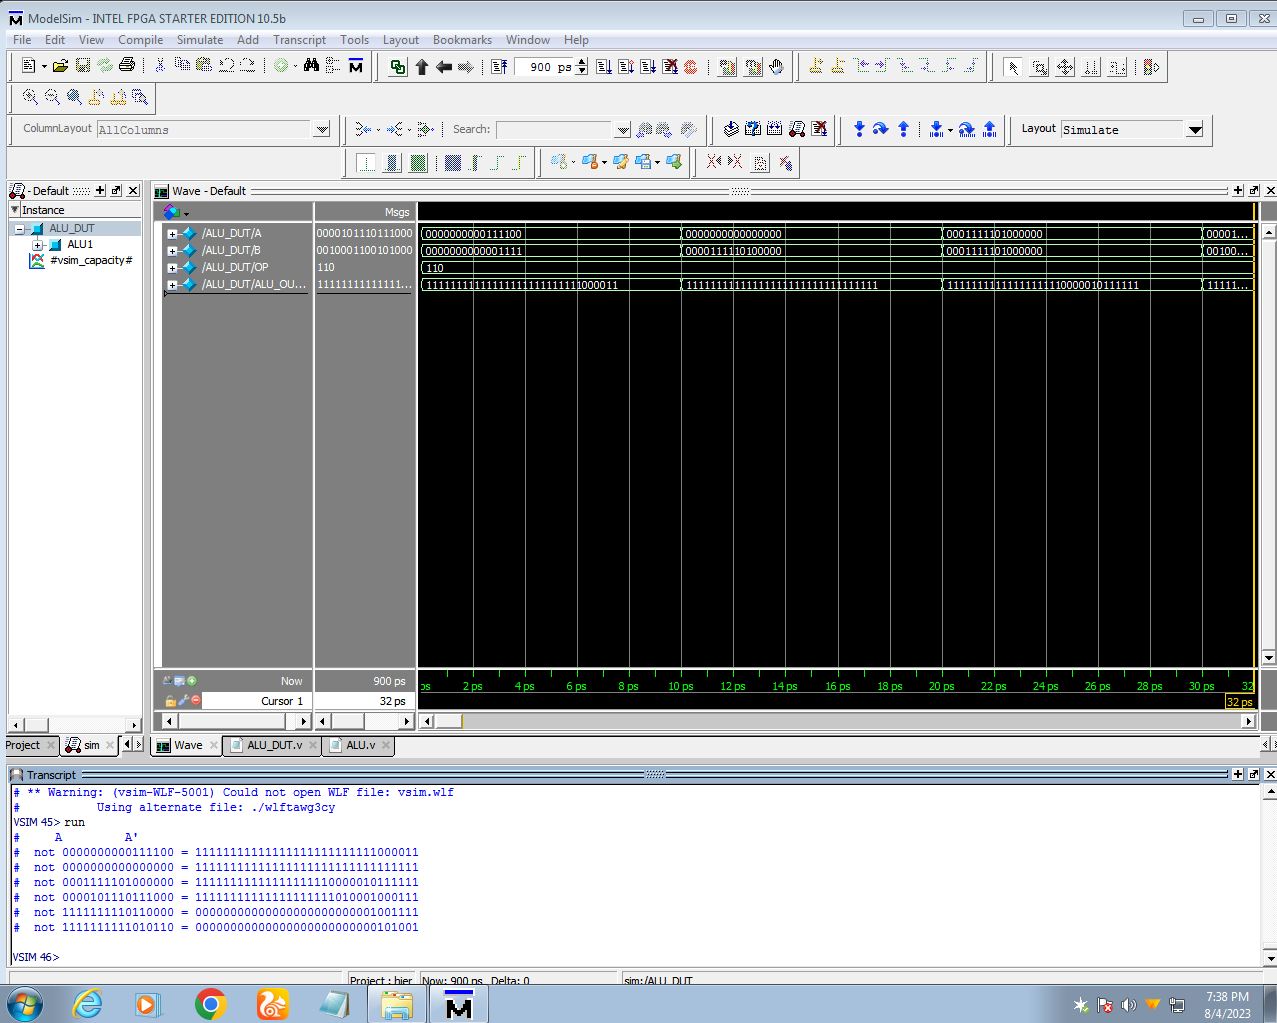 ModelSim - INTEL FPGA STARTER EDITION 10.5b
File Edit View Compile Simulate Add Transcript Tools Layout Bookmarks Window Help
900 ps
ColumnLayout AllColumns Search: Layout Simulate
- Default Wave - Default
Instance Msgs
ALU_DUT
ALU1
#vsim_capacity#
/ALU_DUT/A 0000101110111000 0000000000111100 0000000000000000 0001111101000000 00001...
/ALU_DUT/B 0010001100101000 0000000000001111 0000111110100000 0001111101000000 00100...
/ALU_DUT/OP 110 110
/ALU_DUT/ALU_OU... 11111111111111... 11111111111111111111111111000011 11111111111111111111111111111111 11111111111111111110000010111111 11111...
Now 900 ps ps 2 ps 4 ps 6 ps 8 ps 10 ps 12 ps 14 ps 16 ps 18 ps 20 ps 22 ps 24 ps 26 ps 28 ps 30 ps 32
Cursor 1 32 ps 32 ps
Project sim Wave ALU_DUT.v ALU.v
Transcript
# ** Warning: (vsim-WLF-5001) Could not open WLF file: vsim.wlf
# Using alternate file: ./wlftawg3cy
VSIM 45> run
# A A'
# not 0000000000111100 = 11111111111111111111111111000011
# not 0000000000000000 = 11111111111111111111111111111111
# not 0001111101000000 = 11111111111111111110000010111111
# not 0000101110111000 = 11111111111111111111010001000111
# not 1111111110110000 = 00000000000000000000000001001111
# not 1111111111010110 = 00000000000000000000000000101001
VSIM 46>
Project : hier Now: 900 ps Delta: 0 sim:/ALU_DUT
7:38 PM
8/4/2023